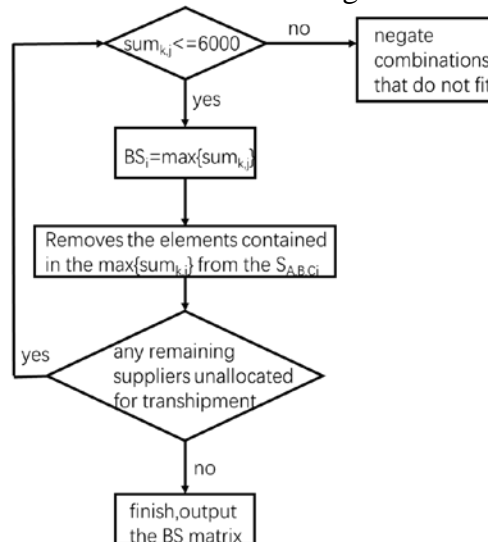 sum_{k,j}<=6000
no
negate
combinations
that do not fit
yes
BS_i=max{sum_{k,j}}
Removes the elements contained
in the max{sum_{k,j}} from the S_{A,B,Ci}
yes
any remaining
suppliers unallocated
for transhipment
no
finish,output
the BS matrix